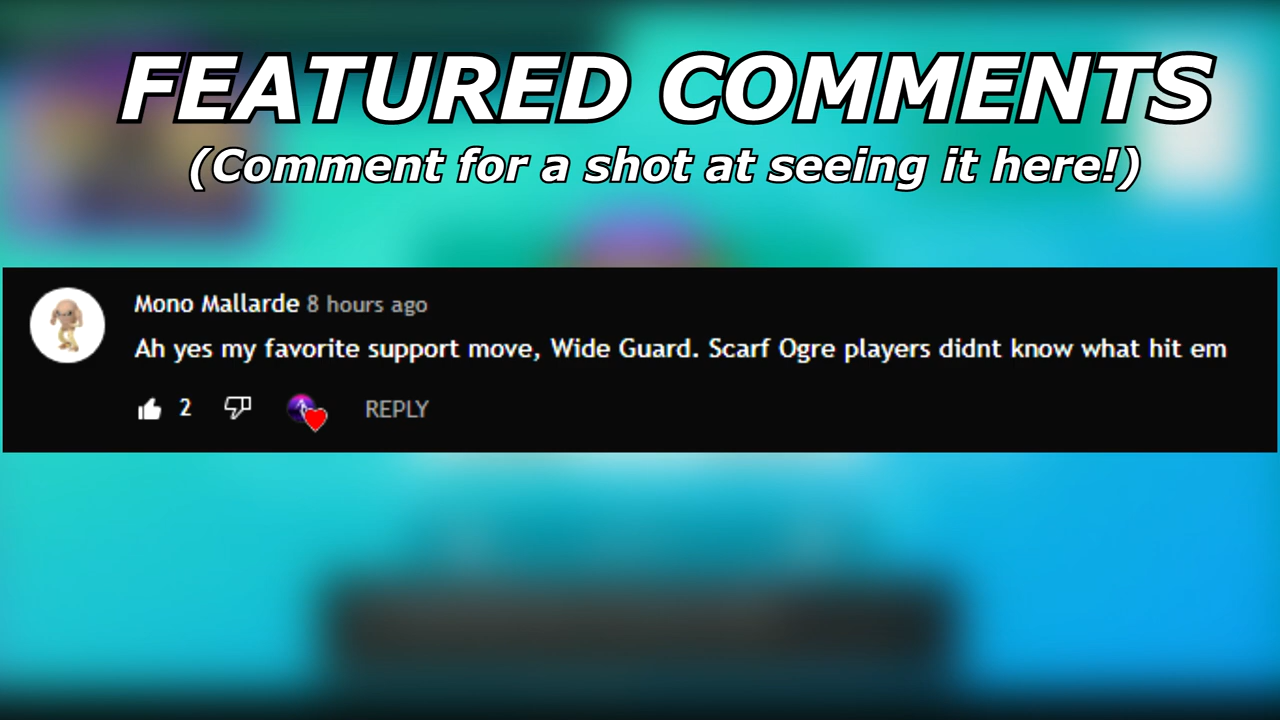 FEATURED COMMENTS
(Comment for a shot at seeing it here!)
Mono Mallarde 8 hours ago
Ah yes my favorite support move, Wide Guard. Scarf Ogre players didnt know what hit em
2 REPLY